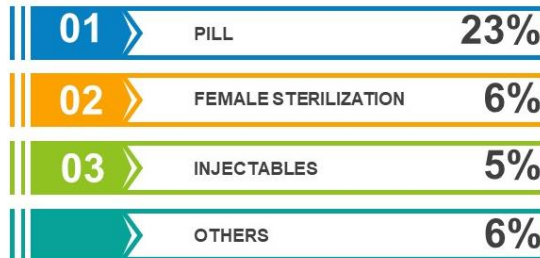 01 PILL 23%
02 FEMALE STERILIZATION 6%
03 INJECTABLES 5%
OTHERS 6%